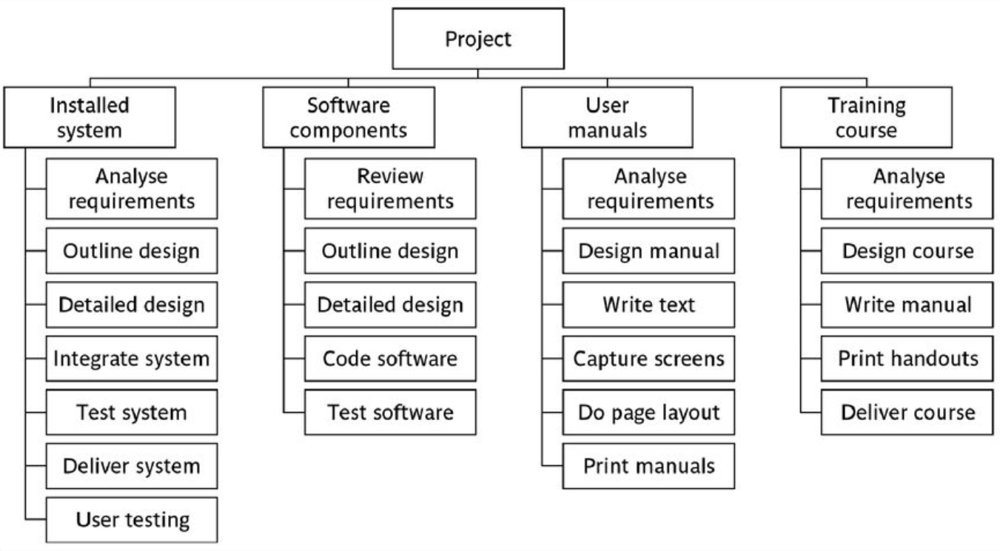 Project
Installed
system
Analyse
requirements
Outline design
Detailed design
Integrate system
Test system
Deliver system
User testing
Software
components
Review
requirements
Outline design
Detailed design
Code software
Test software
User
manuals
Analyse
requirements
Design manual
Write text
Capture screens
Do page layout
Print manuals
Training
course
Analyse
requirements
Design course
Write manual
Print handouts
Deliver course